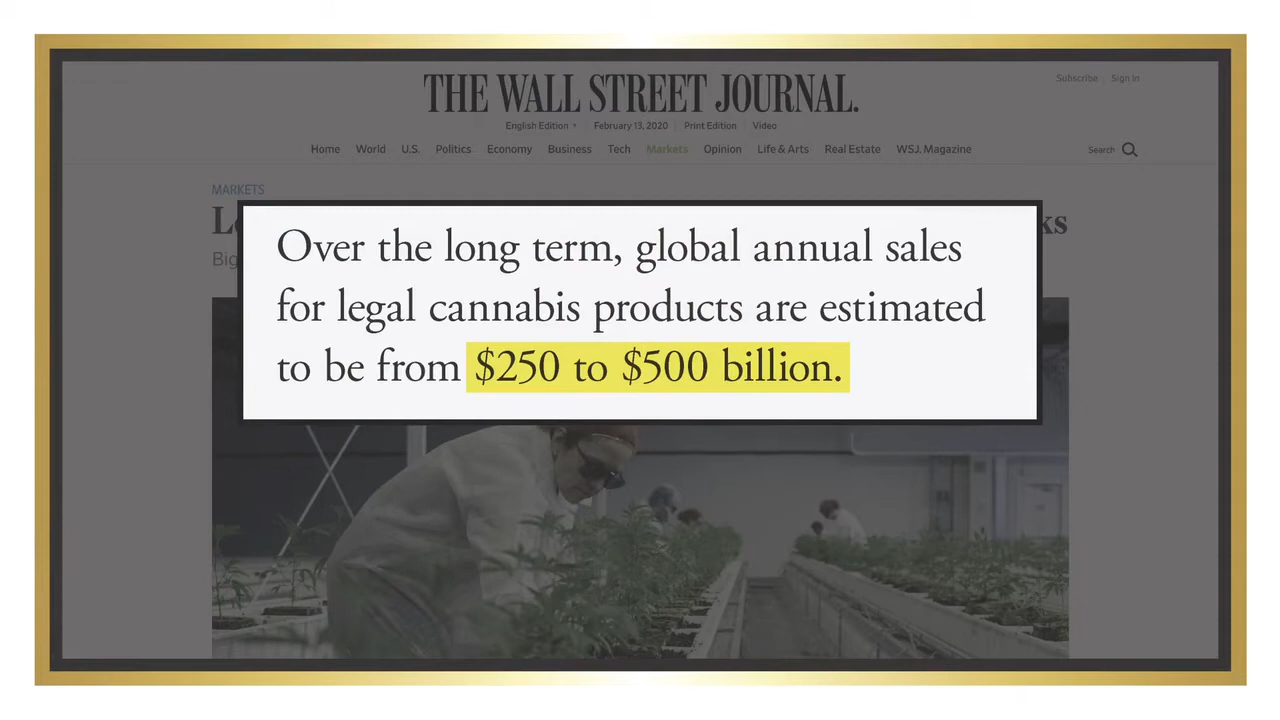 THE WALL STREET JOURNAL.
Subscribe Sign In
English Edition February 13, 2020 Print Edition Video
Home World U.S. Politics Economy Business Tech Markets Opinion Life & Arts Real Estate WSJ. Magazine Search
MARKETS
Over the long term, global annual sales
for legal cannabis products are estimated
to be from $250 to $500 billion.